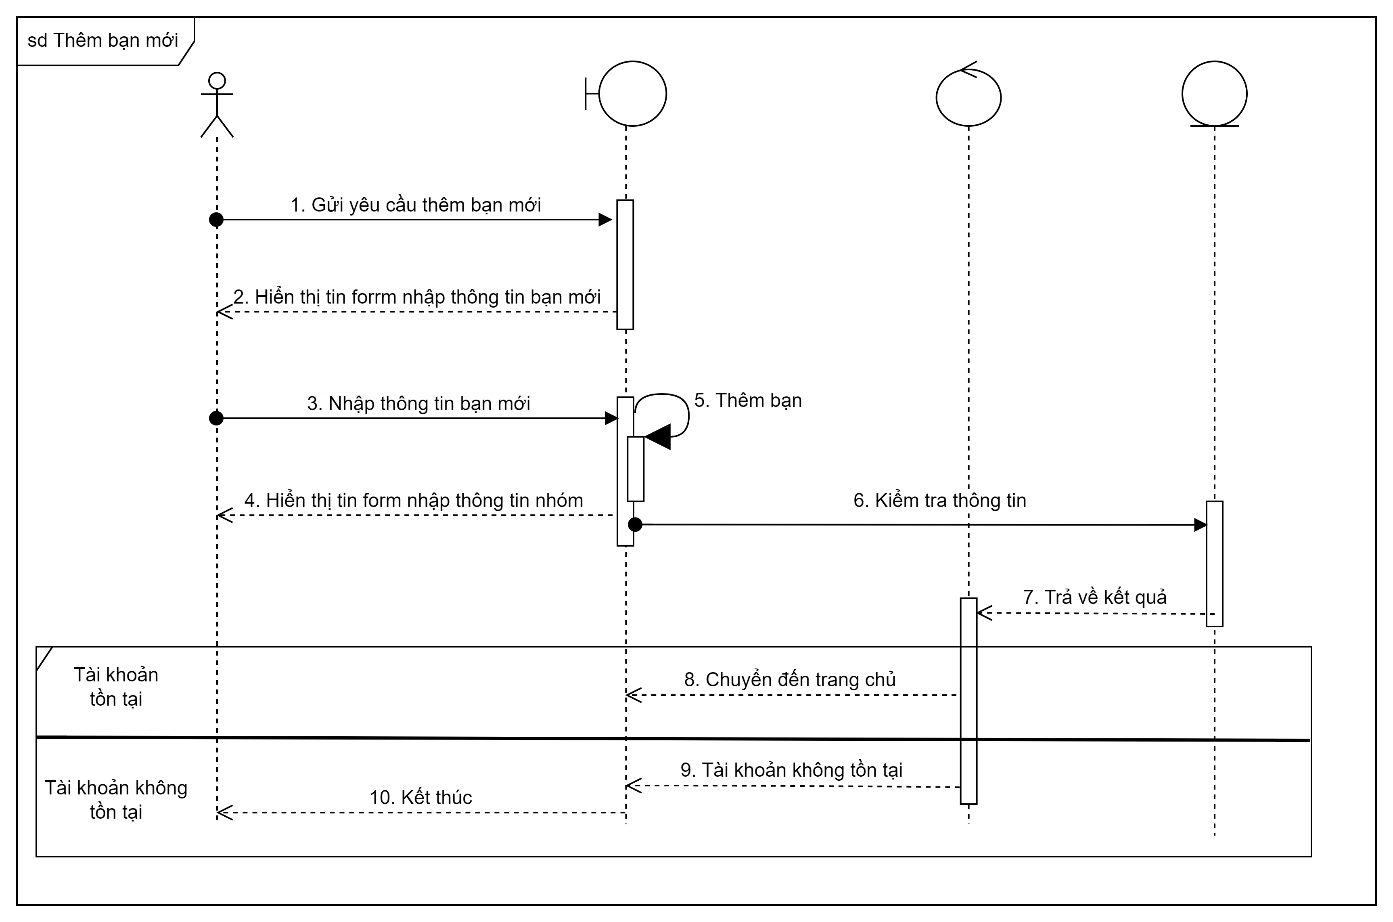 sd Thêm bạn mới
1. Gửi yêu cầu thêm bạn mới
2. Hiển thị tin forrm nhập thông tin bạn mới
3. Nhập thông tin bạn mới
5. Thêm bạn
4. Hiển thị tin form nhập thông tin nhóm
6. Kiểm tra thông tin
7. Trả về kết quả
Tài khoản
tồn tại
8. Chuyển đến trang chủ
9. Tài khoản không tồn tại
Tài khoản không
tồn tại
10. Kết thúc